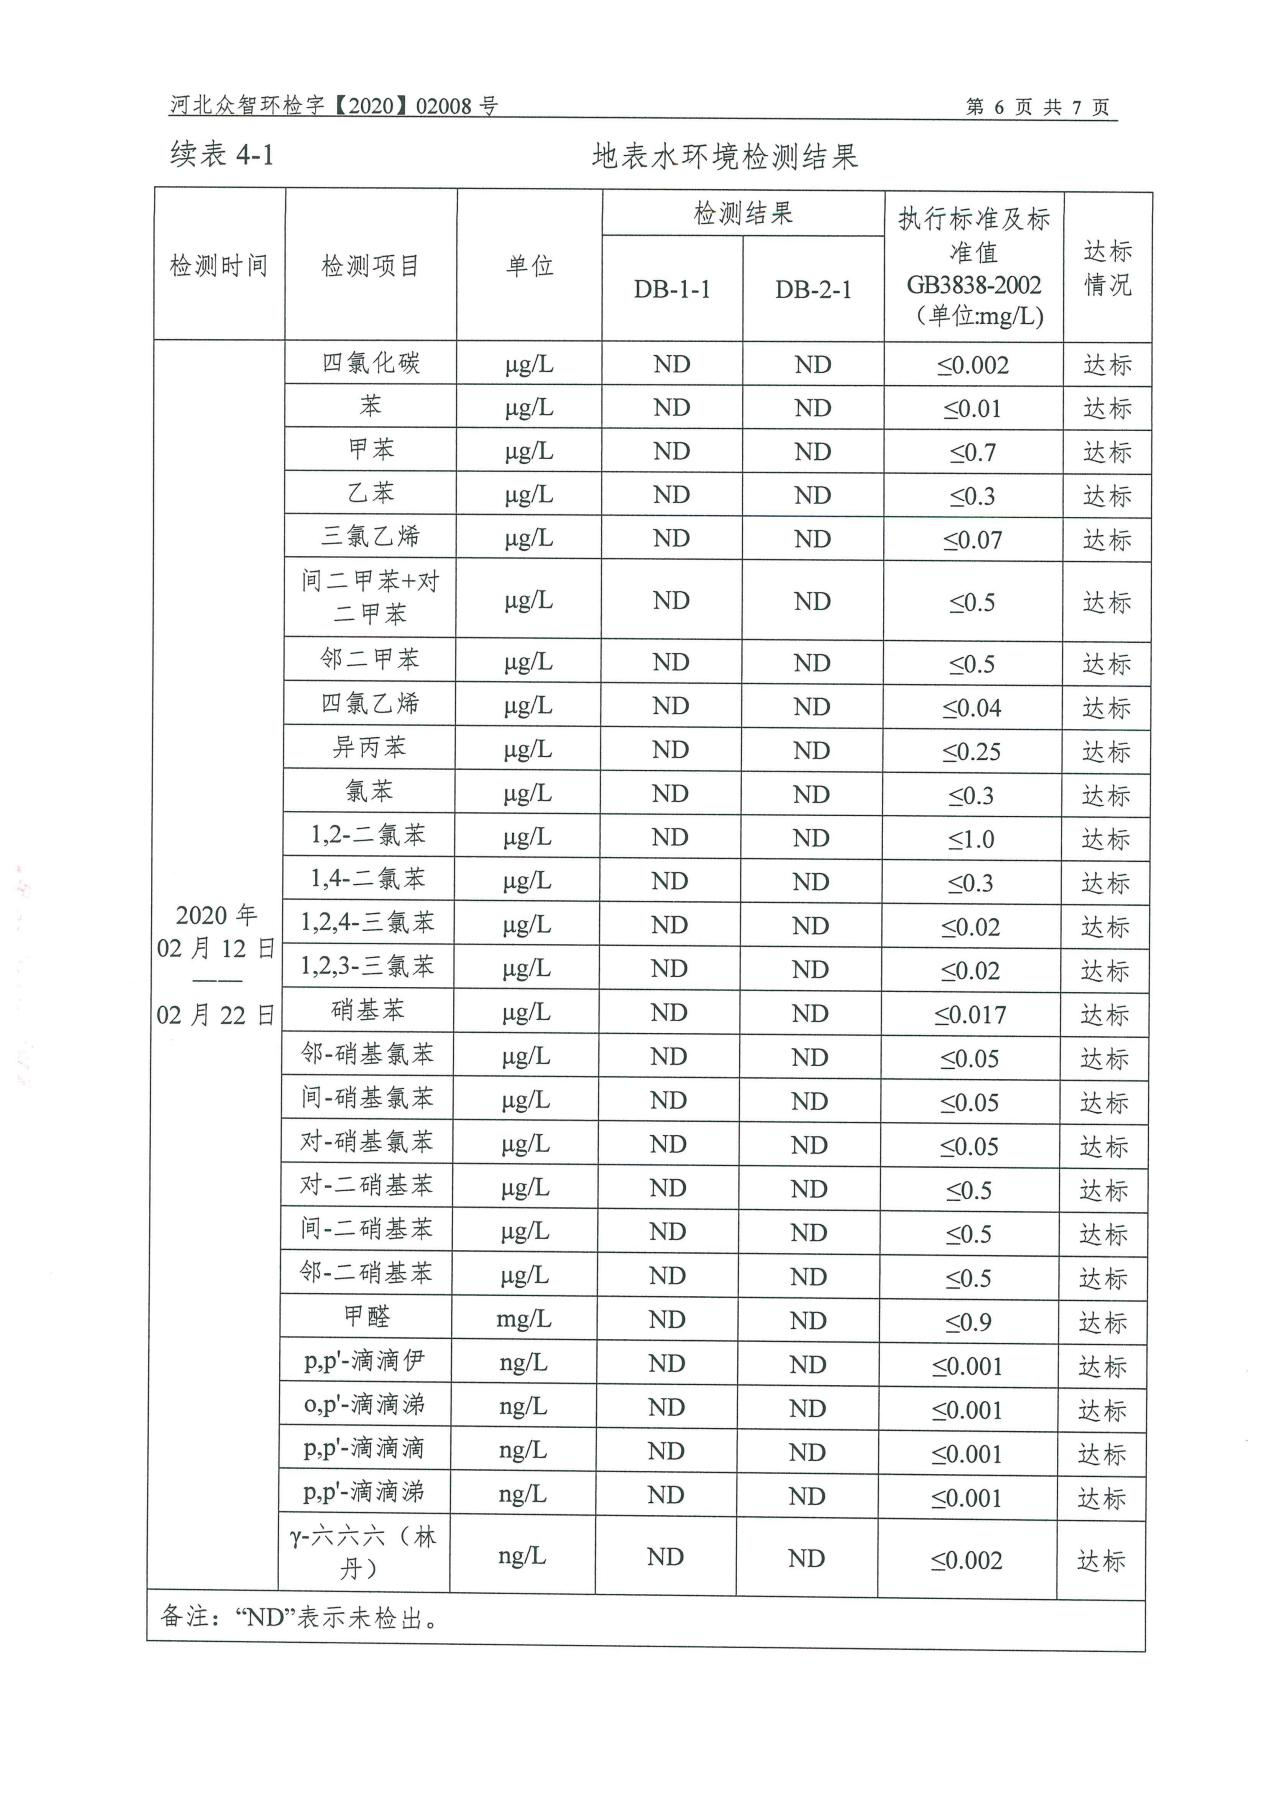 河北众智环检字【2020】02008 号 第 6 页 共 7 页
续表 4-1 地表水环境检测结果
检测时间 检测项目 单位 检测结果 执行标准及标
准值
GB3838-2002
（单位:mg/L) 达标
情况
DB-1-1 DB-2-1
2020 年
02 月 12 日
——
02 月 22 日
四氯化碳 μg/L ND ND ≤0.002 达标
苯 μg/L ND ND ≤0.01 达标
甲苯 μg/L ND ND ≤0.7 达标
乙苯 μg/L ND ND ≤0.3 达标
三氯乙烯 μg/L ND ND ≤0.07 达标
间二甲苯+对
二甲苯 μg/L ND ND ≤0.5 达标
邻二甲苯 μg/L ND ND ≤0.5 达标
四氯乙烯 μg/L ND ND ≤0.04 达标
异丙苯 μg/L ND ND ≤0.25 达标
氯苯 μg/L ND ND ≤0.3 达标
1,2-二氯苯 μg/L ND ND ≤1.0 达标
1,4-二氯苯 μg/L ND ND ≤0.3 达标
1,2,4-三氯苯 μg/L ND ND ≤0.02 达标
1,2,3-三氯苯 μg/L ND ND ≤0.02 达标
硝基苯 μg/L ND ND ≤0.017 达标
邻-硝基氯苯 μg/L ND ND ≤0.05 达标
间-硝基氯苯 μg/L ND ND ≤0.05 达标
对-硝基氯苯 μg/L ND ND ≤0.05 达标
对-二硝基苯 μg/L ND ND ≤0.5 达标
间-二硝基苯 μg/L ND ND ≤0.5 达标
邻-二硝基苯 μg/L ND ND ≤0.5 达标
甲醛 mg/L ND ND ≤0.9 达标
p,p'-滴滴伊 ng/L ND ND ≤0.001 达标
o,p'-滴滴涕 ng/L ND ND ≤0.001 达标
p,p'-滴滴滴 ng/L ND ND ≤0.001 达标
p,p'-滴滴涕 ng/L ND ND ≤0.001 达标
γ-六六六（林
丹） ng/L ND ND ≤0.002 达标
备注：“ND”表示未检出。